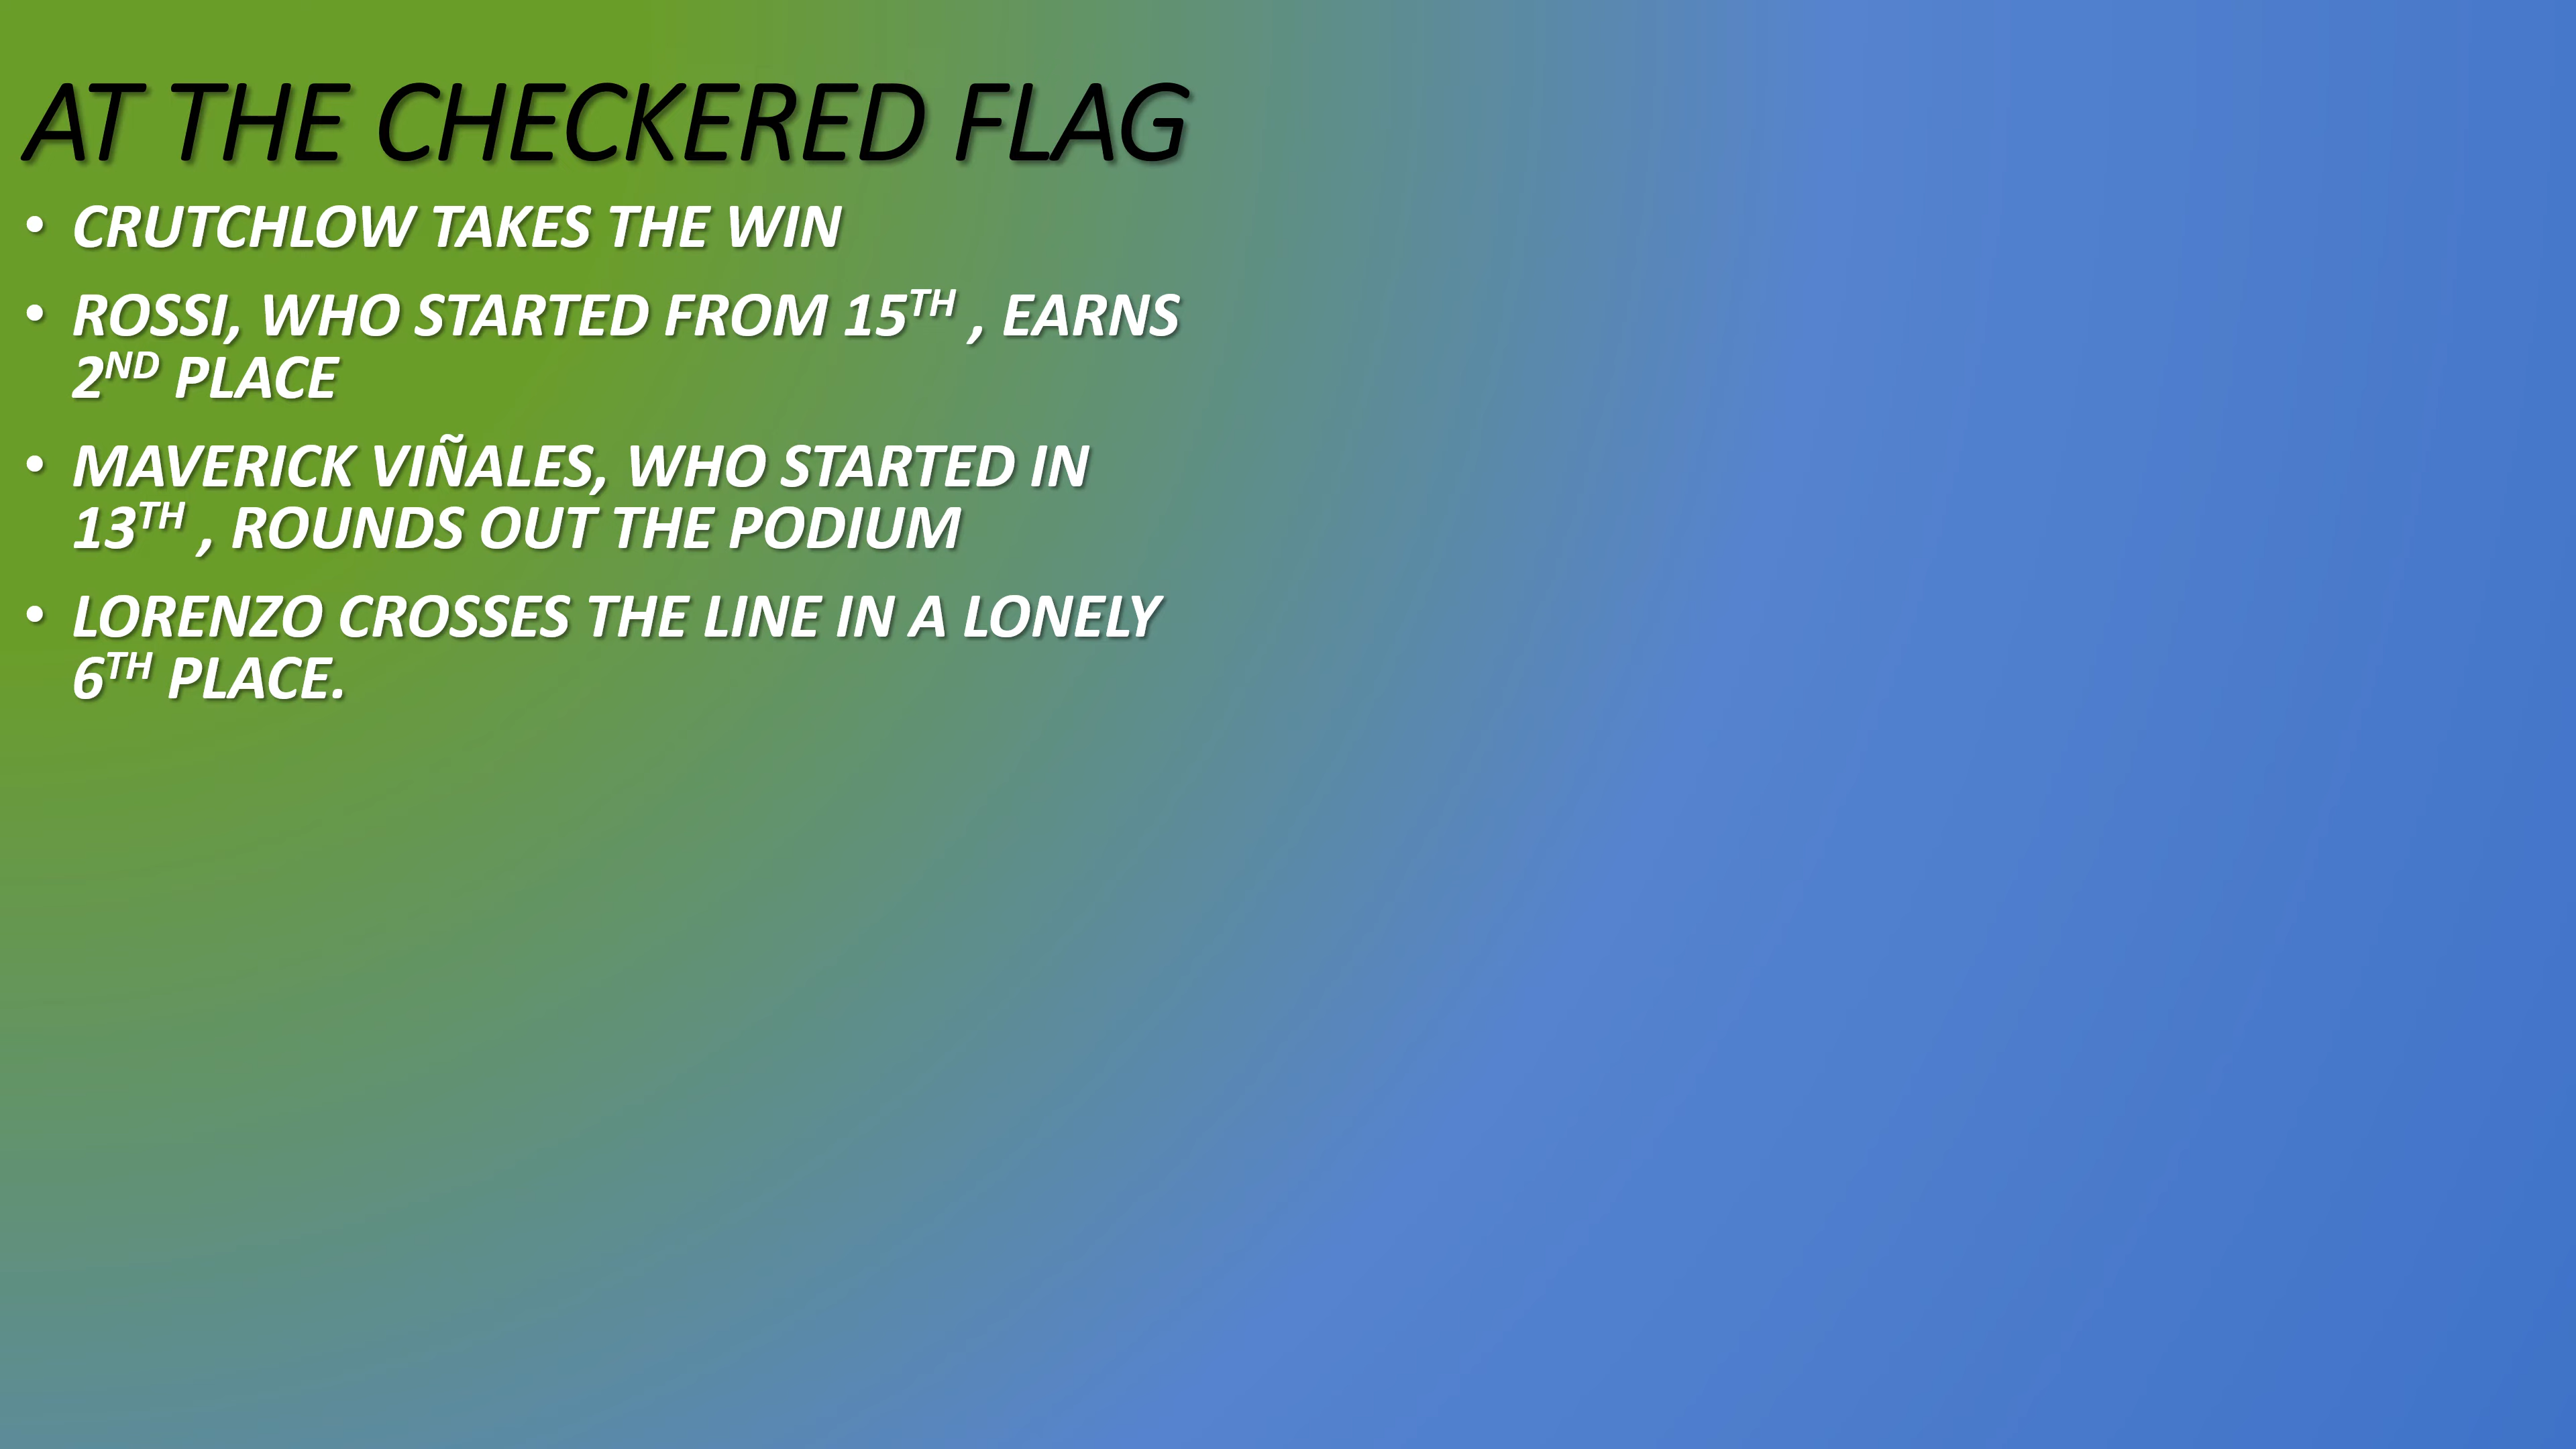 AT THE CHECKERED FLAG
• CRUTCHLOW TAKES THE WIN
• ROSSI, WHO STARTED FROM 15TH , EARNS
2ND PLACE
• MAVERICK VIÑALES, WHO STARTED IN
13TH , ROUNDS OUT THE PODIUM
• LORENZO CROSSES THE LINE IN A LONELY
6TH PLACE.